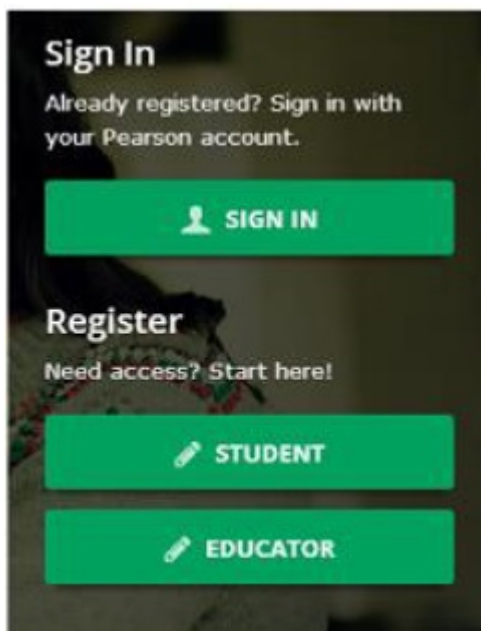 Sign In
Already registered? Sign in with
your Pearson account.
SIGN IN
Register
Need access? Start here!
STUDENT
EDUCATOR